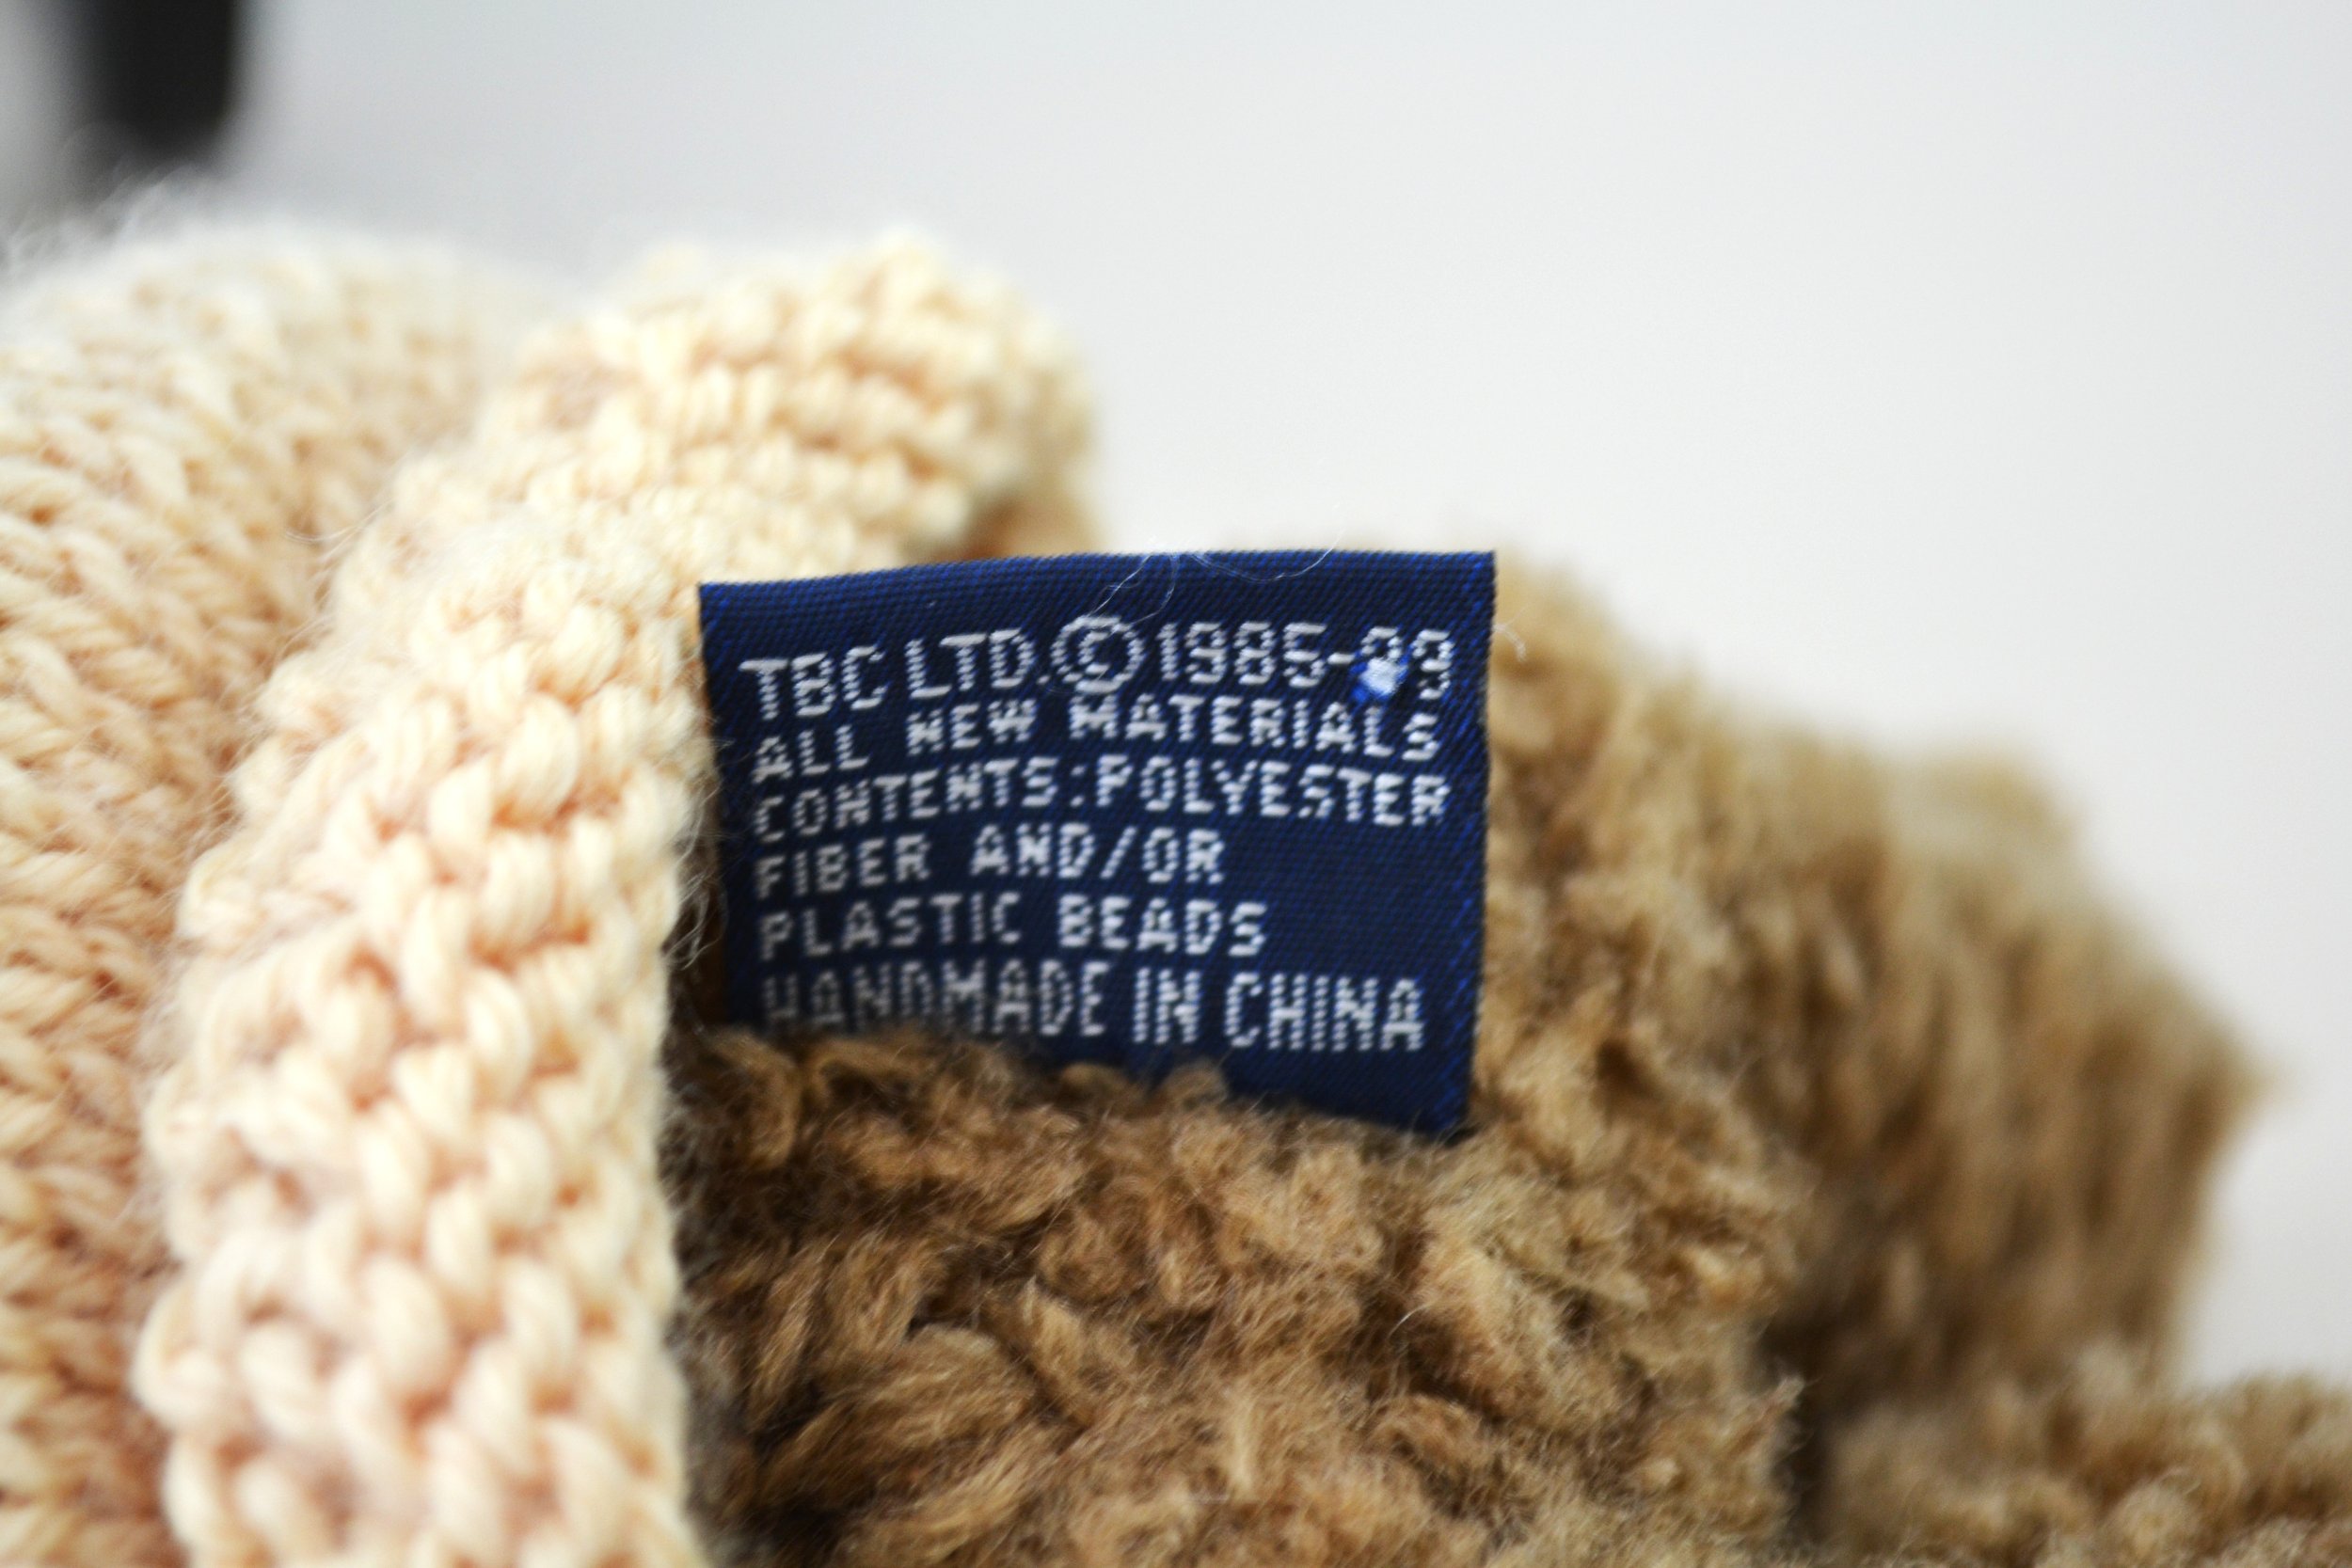 TBC LTD.©1985-99
ALL NEW MATERIALS
CONTENTS:POLYESTER
FIBER AND/OR
PLASTIC BEADS
HANDMADE IN CHINA